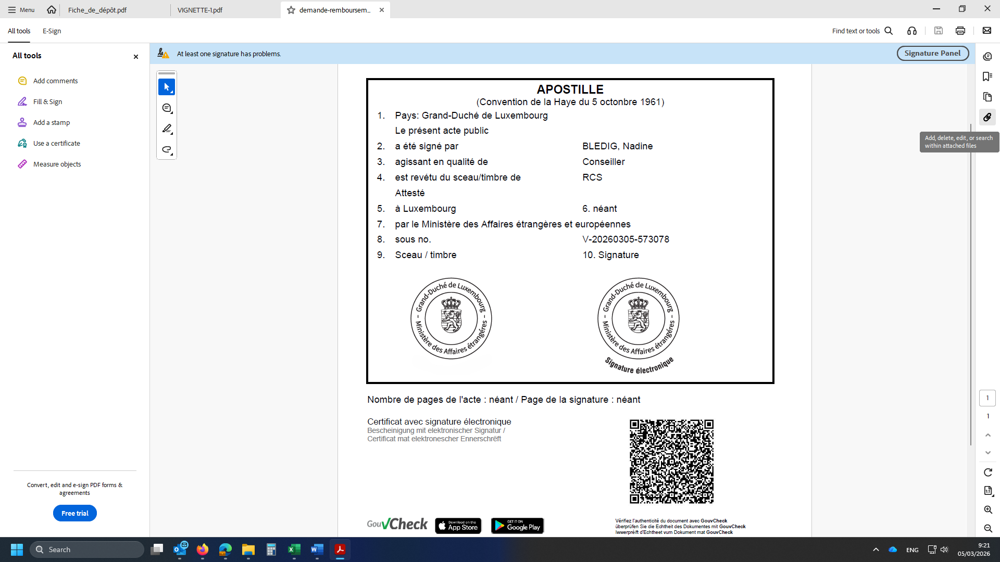 Menu
Fiche_de_dépôt.pdf
VIGNETTE-1.pdf
demande-remboursem...
All tools
E-Sign
Find text or tools
All tools
At least one signature has problems.
Signature Panel
Add comments
Fill & Sign
Add a stamp
Use a certificate
Measure objects
Add, delete, edit, or search
within attached files
APOSTILLE
(Convention de la Haye du 5 octonbre 1961)
1. Pays: Grand-Duché de Luxembourg
Le présent acte public
2. a été signé par BLEDIG, Nadine
3. agissant en qualité de Conseiller
4. est revétu du sceau/timbre de RCS
Attesté
5. à Luxembourg 6. néant
7. par le Ministère des Affaires étrangères et européennes
8. sous no. V-20260305-573078
9. Sceau / timbre 10. Signature
- Grand-Duché de Luxembourg -
Ministère des Affaires étrangères
- Grand-Duché de Luxembourg -
Ministère des Affaires étrangères
Signature électronique
Nombre de pages de l'acte : néant / Page de la signature : néant
Certificat avec signature électronique
Bescheinigung mit elektronischer Signatur /
Certificat mat elektronescher Ennerschrëft
GouvCheck
Download on the
App Store
GET IT ON
Google Play
Vérifiez l'authenticité du document avec GouvCheck
überprüfen Sie die Echtheit des Dokumentes mit GouvCheck
Iwwerpréift d'Echtheet vum Dokument mat GouvCheck
1
1
1:1
Convert, edit and e-sign PDF forms &
agreements
Free trial
Search
ENG
9:21
05/03/2026